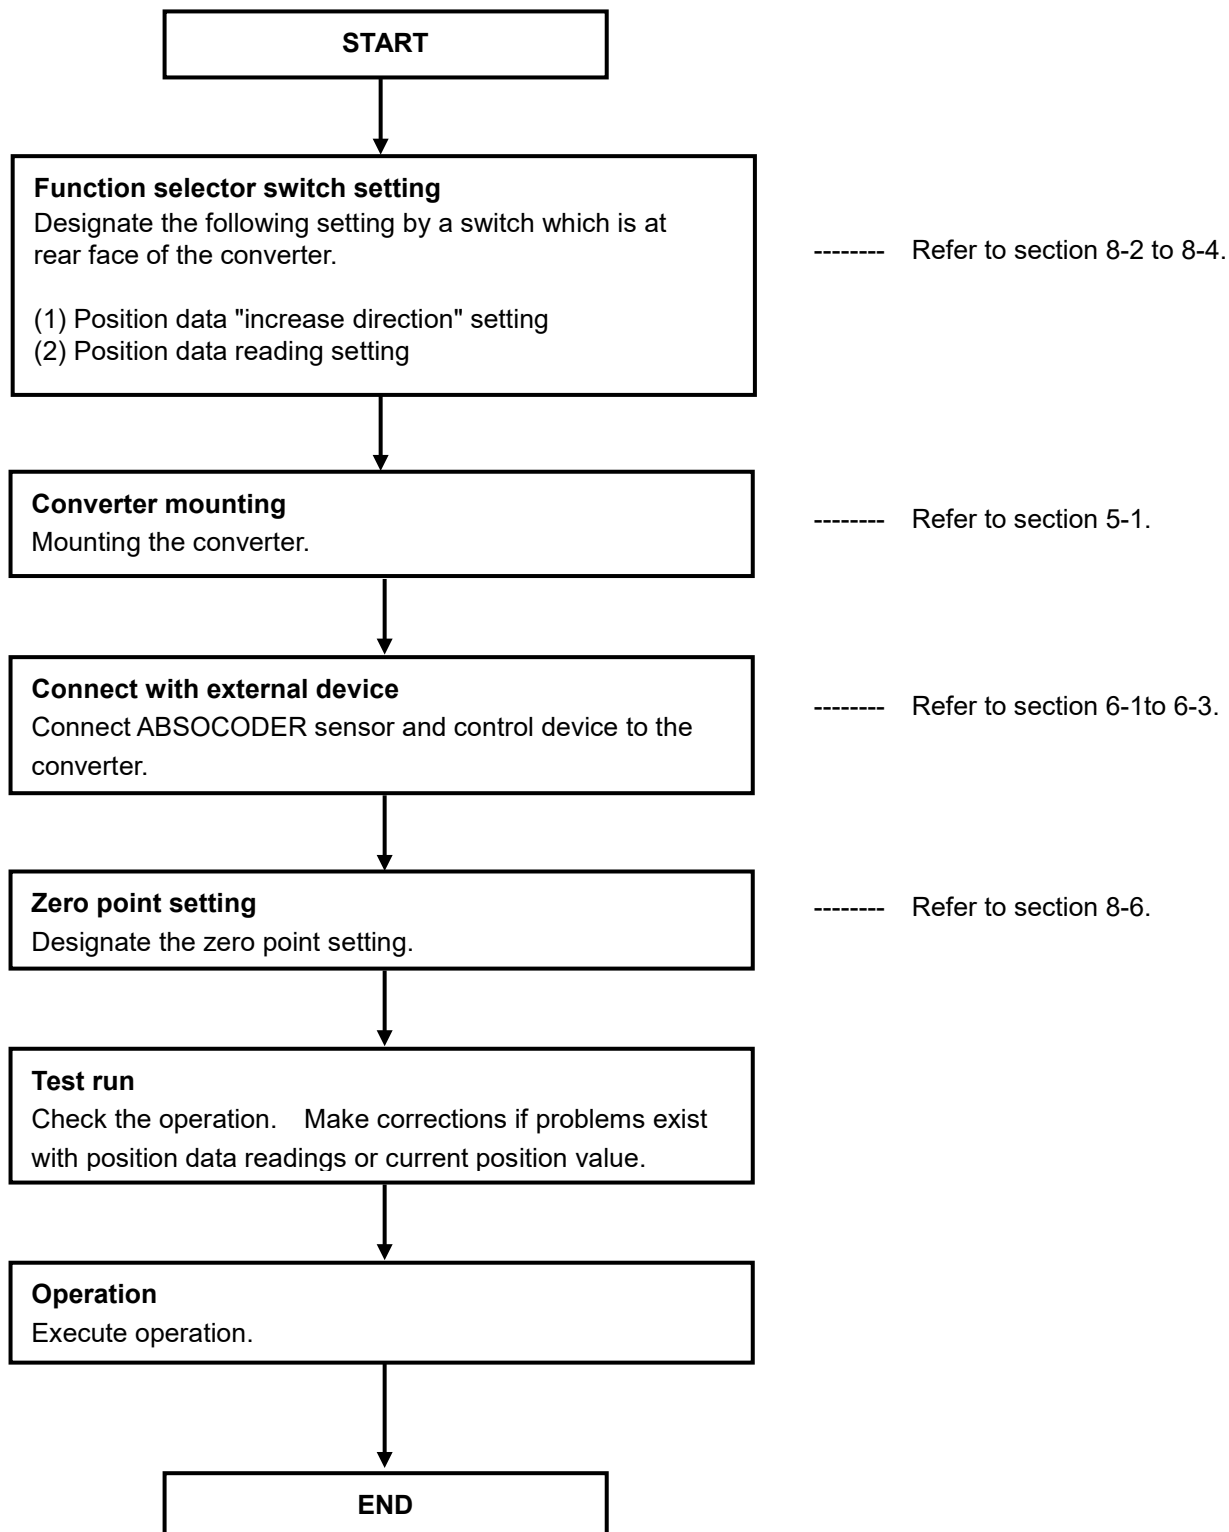 START
Function selector switch setting
Designate the following setting by a switch which is at
rear face of the converter.
-------- Refer to section 8-2 to 8-4.
(1) Position data "increase direction" setting
(2) Position data reading setting
Converter mounting
Mounting the converter.
-------- Refer to section 5-1.
Connect with external device
Connect ABSOCODER sensor and control device to the
converter.
-------- Refer to section 6-1to 6-3.
Zero point setting
Designate the zero point setting.
-------- Refer to section 8-6.
Test run
Check the operation.    Make corrections if problems exist
with position data readings or current position value.
Operation
Execute operation.
END